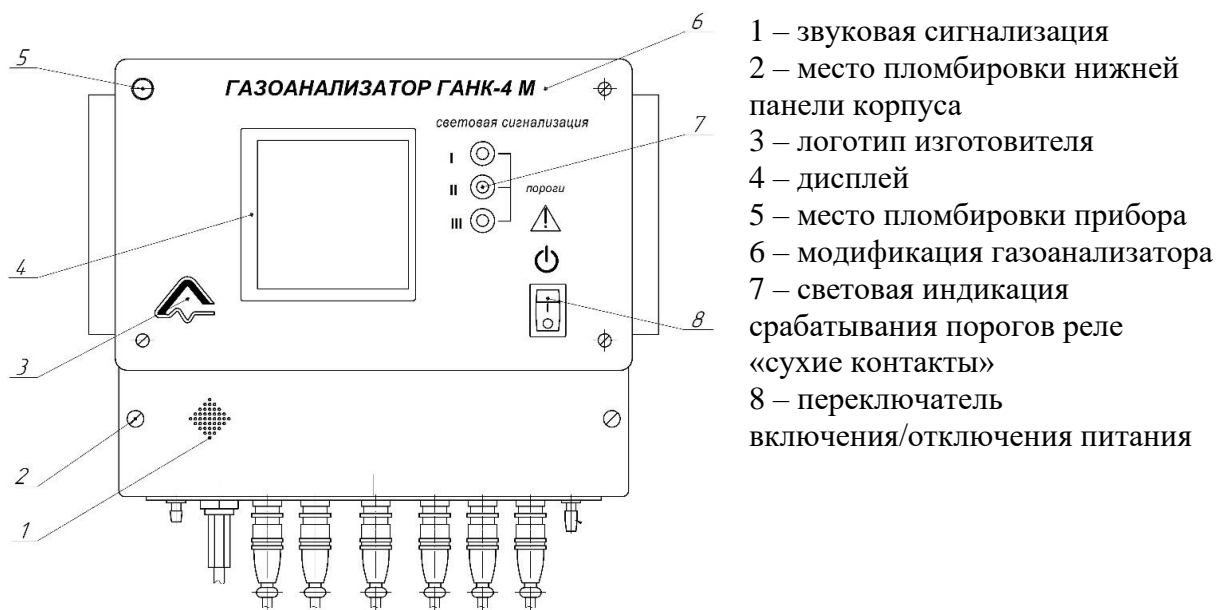 6
5
ГАЗОАНАЛИЗАТОР ГАНК-4 М
световая сигнализация
7
I
II
пороги
III
4
8
3
2
1
1 – звуковая сигнализация
2 – место пломбировки нижней
панели корпуса
3 – логотип изготовителя
4 – дисплей
5 – место пломбировки прибора
6 – модификация газоанализатора
7 – световая индикация
срабатывания порогов реле
«сухие контакты»
8 – переключатель
включения/отключения питания